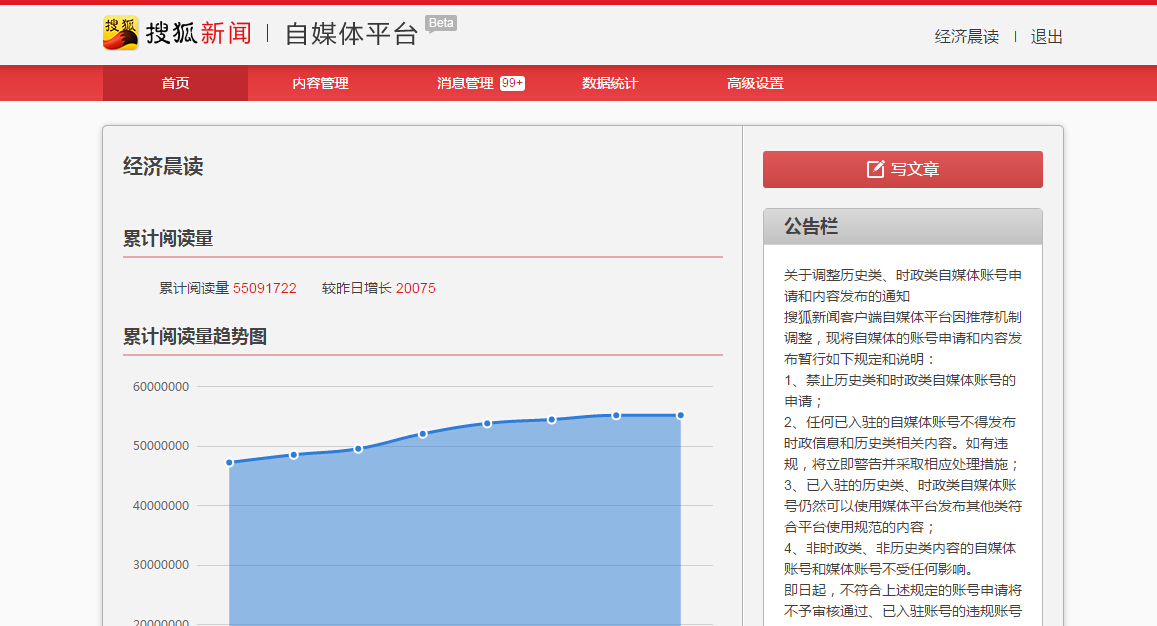 搜狐
搜狐新闻 | 自媒体平台 Beta
经济晨读 | 退出
首页 内容管理 消息管理 99+ 数据统计 高级设置
经济晨读
累计阅读量
累计阅读量 55091722 较昨日增长 20075
累计阅读量趋势图
60000000
50000000
40000000
30000000
20000000
写文章
公告栏
关于调整历史类、时政类自媒体账号申
请和内容发布的通知
搜狐新闻客户端自媒体平台因推荐机制
调整，现将自媒体的账号申请和内容发
布暂行如下规定和说明：
1、禁止历史类和时政类自媒体账号的
申请；
2、任何已入驻的自媒体账号不得发布
时政信息和历史类相关内容。如有违
规，将立即警告并采取相应处理措施；
3、已入驻的历史类、时政类自媒体账
号仍然可以使用媒体平台发布其他类符
合平台使用规范的内容；
4、非时政类、非历史类内容的自媒体
账号和媒体账号不受任何影响。
即日起，不符合上述规定的账号申请将
不予审核通过、已入驻账号的违规账号